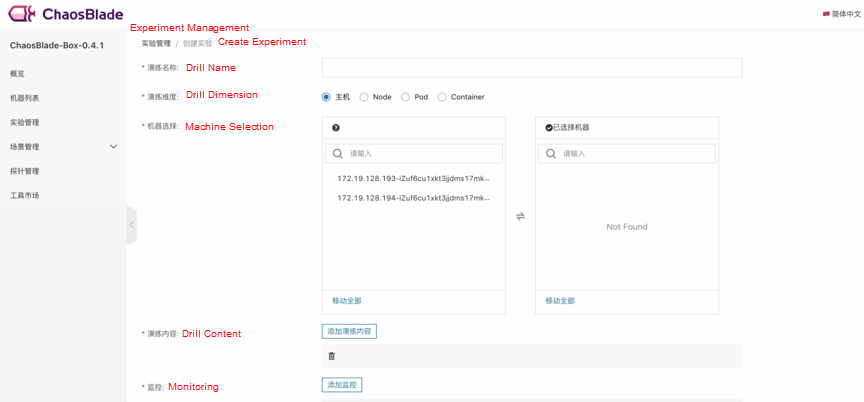 ChaosBlade
简体中文
ChaosBlade-Box-0.4.1
概览
机器列表
实验管理
场景管理
探针管理
工具市场
Experiment Management
实验管理 / 创建实验 Create Experiment
* 演练名称: Drill Name
* 演练维度: Drill Dimension
主机 Node Pod Container
* 机器选择: Machine Selection
已选择机器
请输入
请输入
172.19.128.193-iZuf6cu1xkt3jjdms17mk...
172.19.128.194-iZuf6cu1xkt3jjdms17mk...
Not Found
移动全部
移动全部
* 演练内容: Drill Content
添加演练内容
* 监控: Monitoring
添加监控